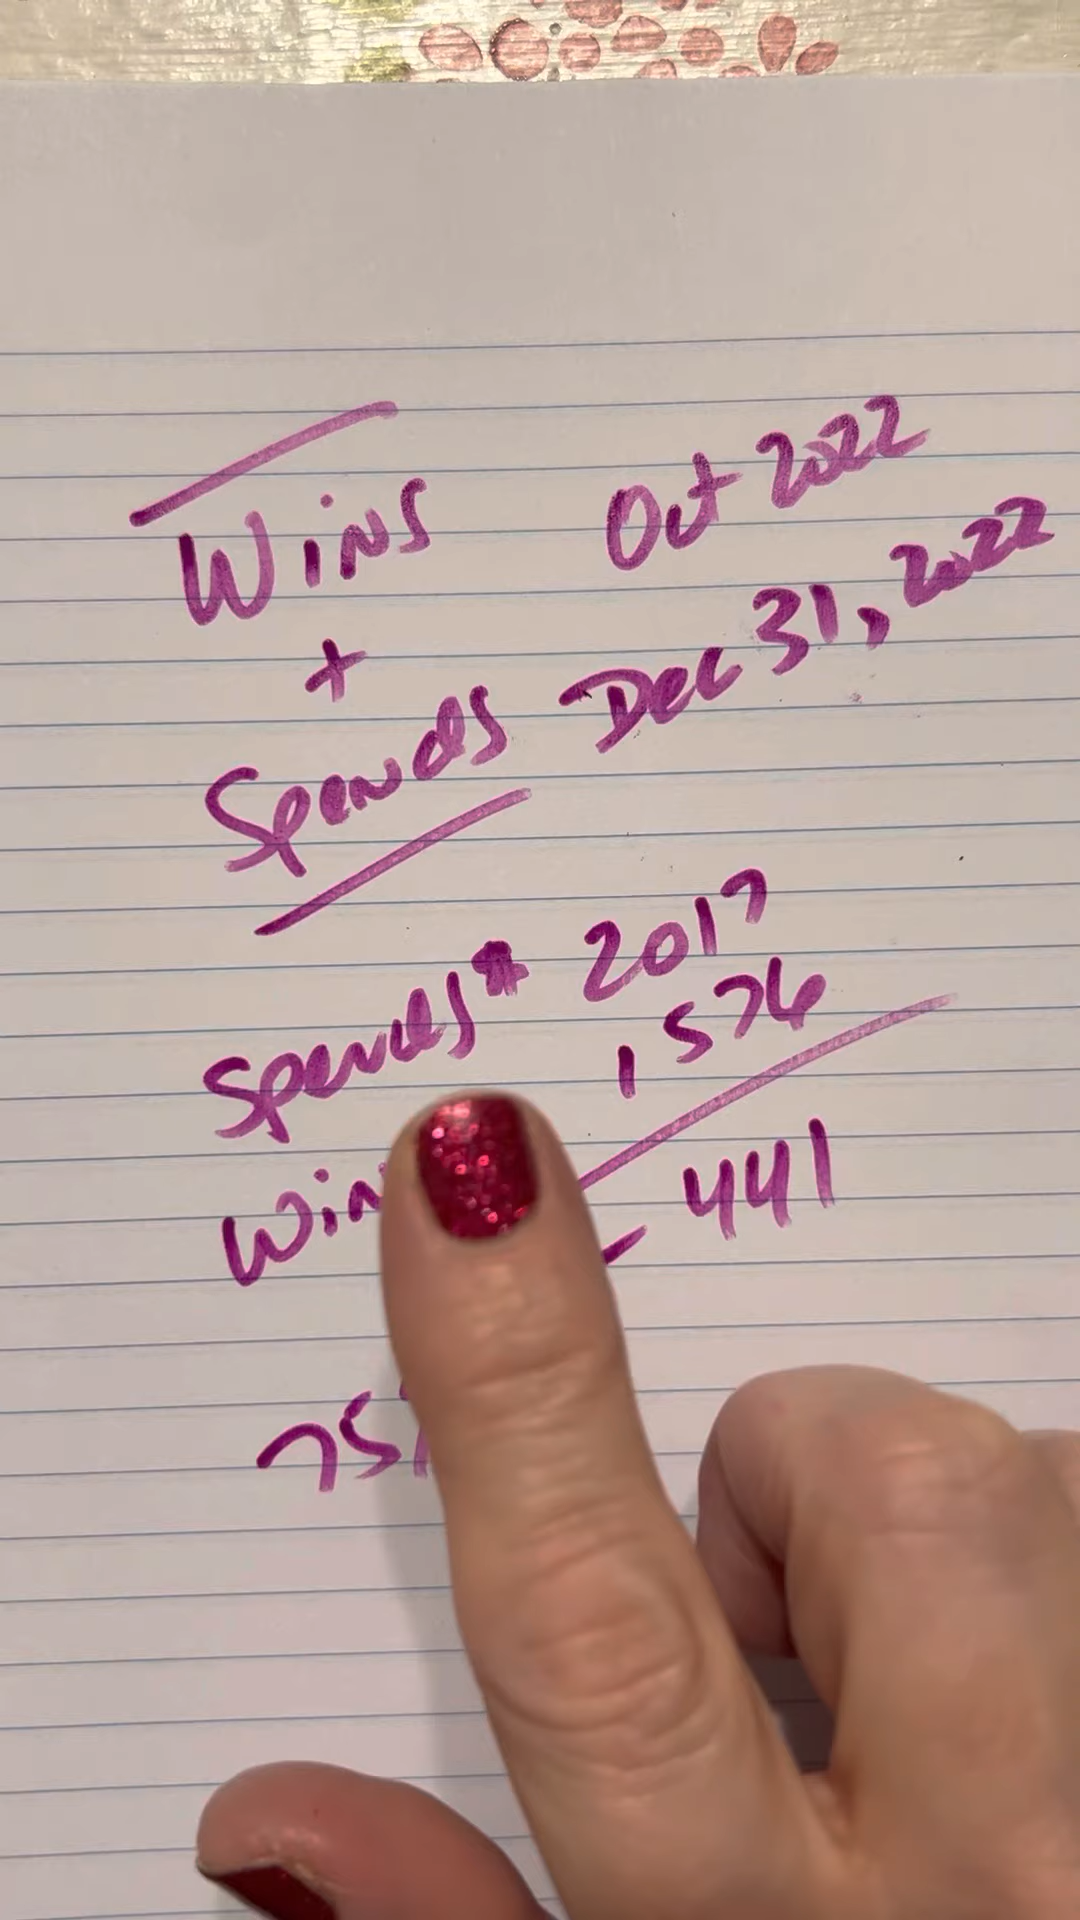 Wins Oct 2022
+
Spends Dec 31, 2022
Spends# 2017
1576
- 441